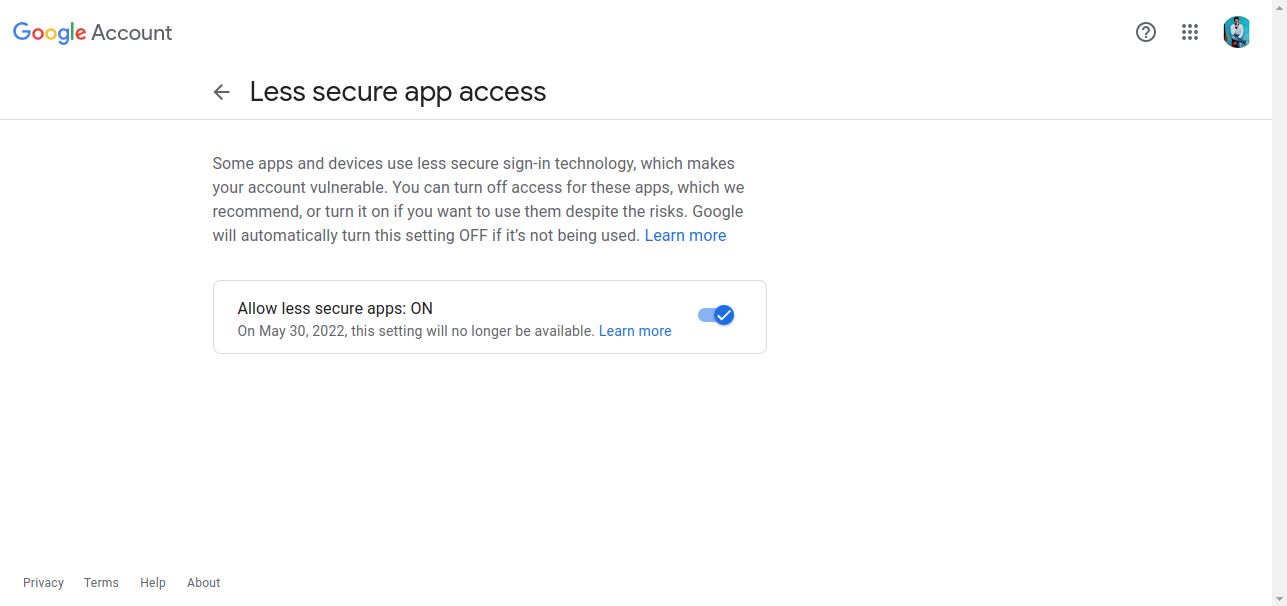 Google Account
Less secure app access
Some apps and devices use less secure sign-in technology, which makes
your account vulnerable. You can turn off access for these apps, which we
recommend, or turn it on if you want to use them despite the risks. Google
will automatically turn this setting OFF if it’s not being used. Learn more
Allow less secure apps: ON
On May 30, 2022, this setting will no longer be available. Learn more
Privacy Terms Help About